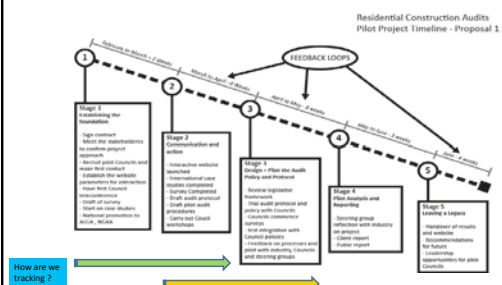 Residential Construction Audits
Pilot Project Timeline - Proposal 1
FEEDBACK LOOPS
February to March - 2 Weeks
March to April - 6 Weeks
April to May - 6 weeks
May to June - 2 weeks
June - 4 weeks
1
2
3
4
5
Stage 1
Establishing the
foundation
- Sign contract
- Meet the stakeholders
to confirm project
approach
- Recruit pilot Councils and
make first contact
- Establish the website
parameters for interaction
- Have first Council
teleconference
- Draft of survey
- Start on case studies
- National promotion to
ALGA , NGAA
Stage 2
Communication and
action
- Interactive website
launched
- International case
studies completed
- Survey Completed
- Draft audit protocol
- Draft pilot audit
procedures
- Carry out Council
workshops
Stage 3
Design + Pilot the Audit
Policy and Protocol
- Review legislative
framework
- Trial audit protocol and
policy with Councils
- Councils commence
surveys
- Test integration with
Council policies
- Feedback on processes and
pilot with industry, Councils
and steering groups
Stage 4
Pilot Analysis and
Reporting
- Steering group
reflection with industry
on project
- Client report
- Public report
Stage 5
Leaving a Legacy
- Handover of results
and website
- Recommendations
for future
- Leadership
opportunities for pilot
Councils
How are we
tracking ?